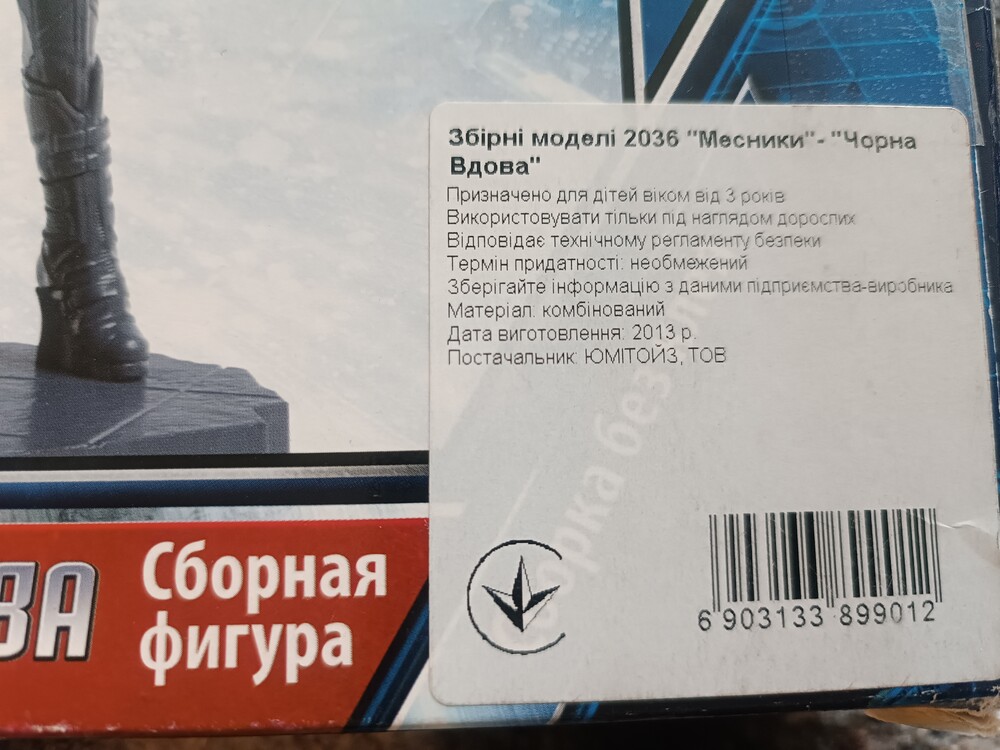 Збірні моделі 2036 "Месники"- "Чорна
Вдова"
Призначено для дітей віком від 3 років
Використовувати тільки під наглядом дорослих
Відповідає технічному регламенту безпеки
Термін придатності: необмежений
Зберігайте інформацію з даними підприємства-виробника
Матеріал: комбінований
Дата виготовлення: 2013 р.
Постачальник: ЮМІТОЙЗ, ТОВ
6 903133 899012
ВА
Сборная
фигура